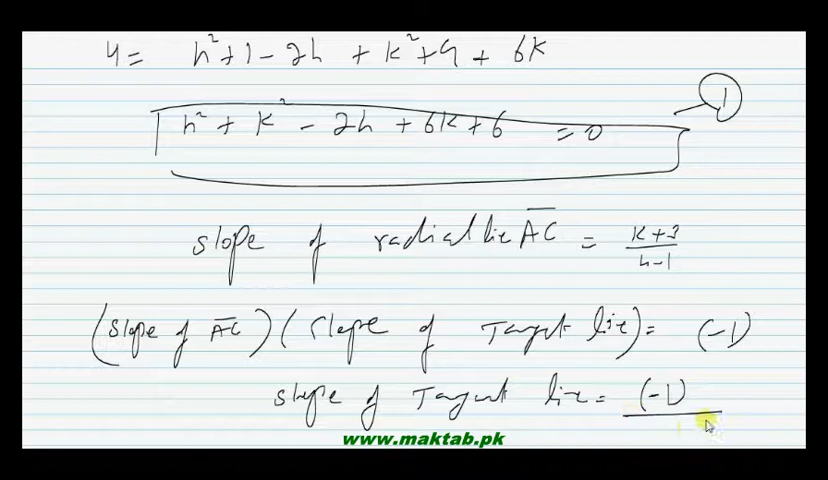 4 = h² + 1 - 2h + k² + 9 + 6k
h² + k² - 2h + 6k + 6 = 0 1
slope of radial line AC = k+3 / h-1
(slope of AC) (slope of Tangent line) = (-1)
slope of Tangent line = (-1)
www.maktab.pk